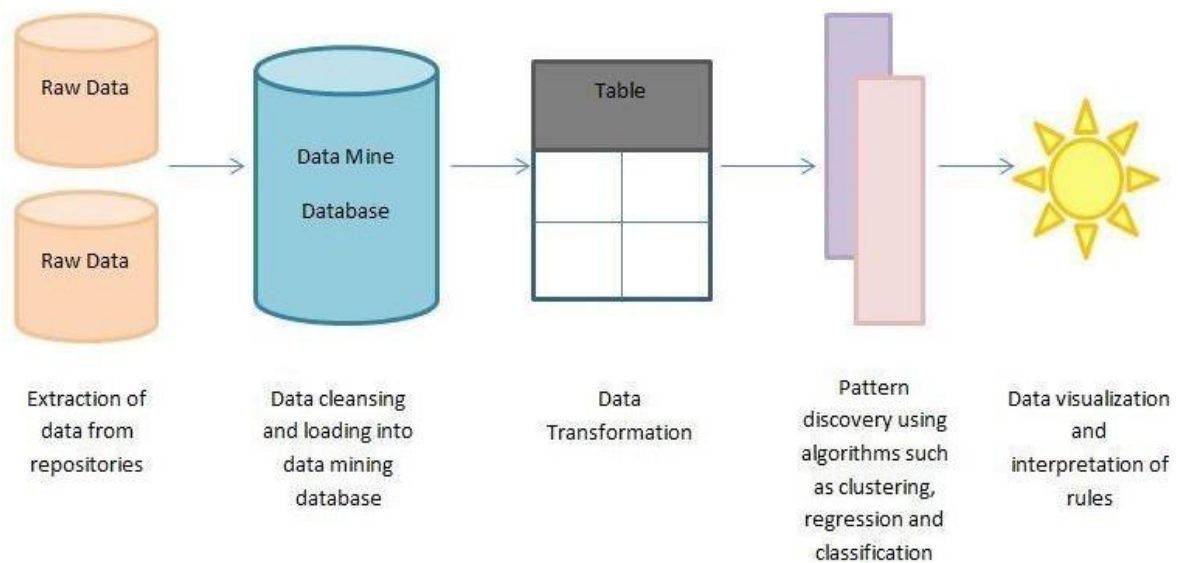 Raw Data
Raw Data
Data Mine
Database
Table
Extraction of
data from
repositories
Data cleansing
and loading into
data mining
database
Data
Transformation
Pattern
discovery using
algorithms such
as clustering,
regression and
classification
Data visualization
and
interpretation of
rules